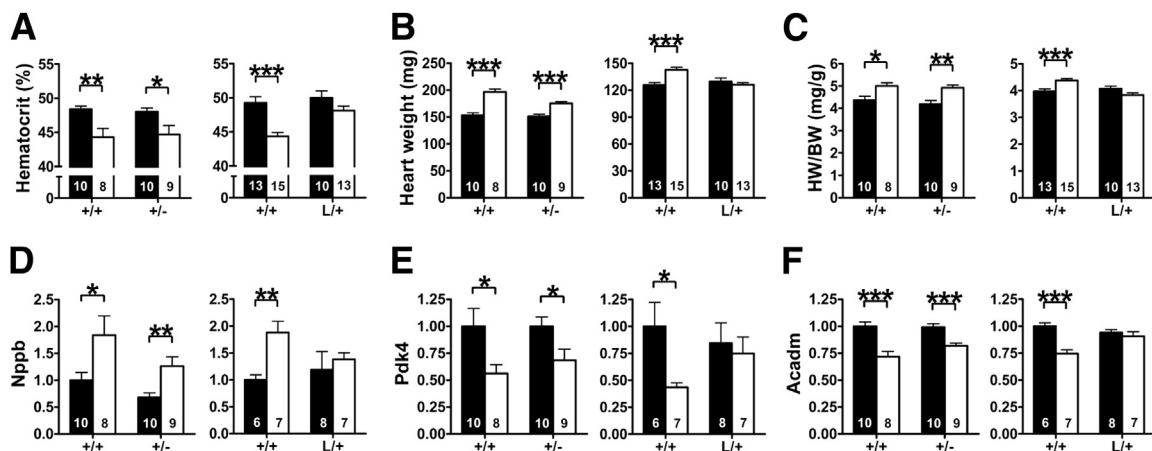 A
Hematocrit (%)
55
50
45
40
0
** *
10 8 10 9
+/+ +/-
55
50
45
40
0
***
13 15 10 13
+/+ L/+
B
Heart weight (mg)
250
200
150
100
50
0
*** ***
10 8 10 9
+/+ +/-
150
120
90
60
30
0
***
13 15 10 13
+/+ L/+
C
HW/BW (mg/g)
6
5
4
3
2
1
0
* **
10 8 10 9
+/+ +/-
5
4
3
2
1
0
***
13 15 10 13
+/+ L/+
D
Nppb
2.5
2.0
1.5
1.0
0.5
0.0
* **
10 8 10 9
+/+ +/-
2.5
2.0
1.5
1.0
0.5
0.0
**
6 7 8 7
+/+ L/+
E
Pdk4
1.25
1.00
0.75
0.50
0.25
0.00
* *
10 8 10 9
+/+ +/-
1.25
1.00
0.75
0.50
0.25
0.00
*
6 7 8 7
+/+ L/+
F
Acadm
1.25
1.00
0.75
0.50
0.25
0.00
*** ***
10 8 10 9
+/+ +/-
1.25
1.00
0.75
0.50
0.25
0.00
***
6 7 8 7
+/+ L/+